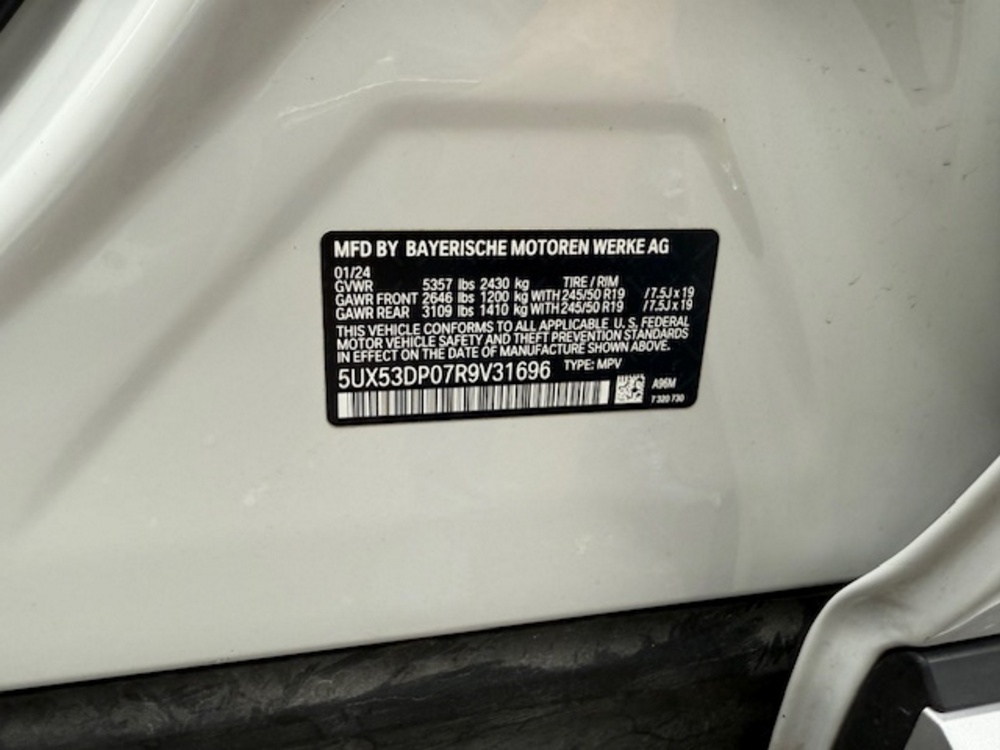 MFD BY BAYERISCHE MOTOREN WERKE AG
01/24
GVWR 5357 lbs 2430 kg TIRE / RIM
GAWR FRONT 2646 lbs 1200 kg WITH 245/50 R19 / 7.5J x 19
GAWR REAR 3109 lbs 1410 kg WITH 245/50 R19 / 7.5J x 19
THIS VEHICLE CONFORMS TO ALL APPLICABLE U. S. FEDERAL
MOTOR VEHICLE SAFETY AND THEFT PREVENTION STANDARDS
IN EFFECT ON THE DATE OF MANUFACTURE SHOWN ABOVE.
5UX53DP07R9V31696 TYPE: MPV
A96M
7 320 730